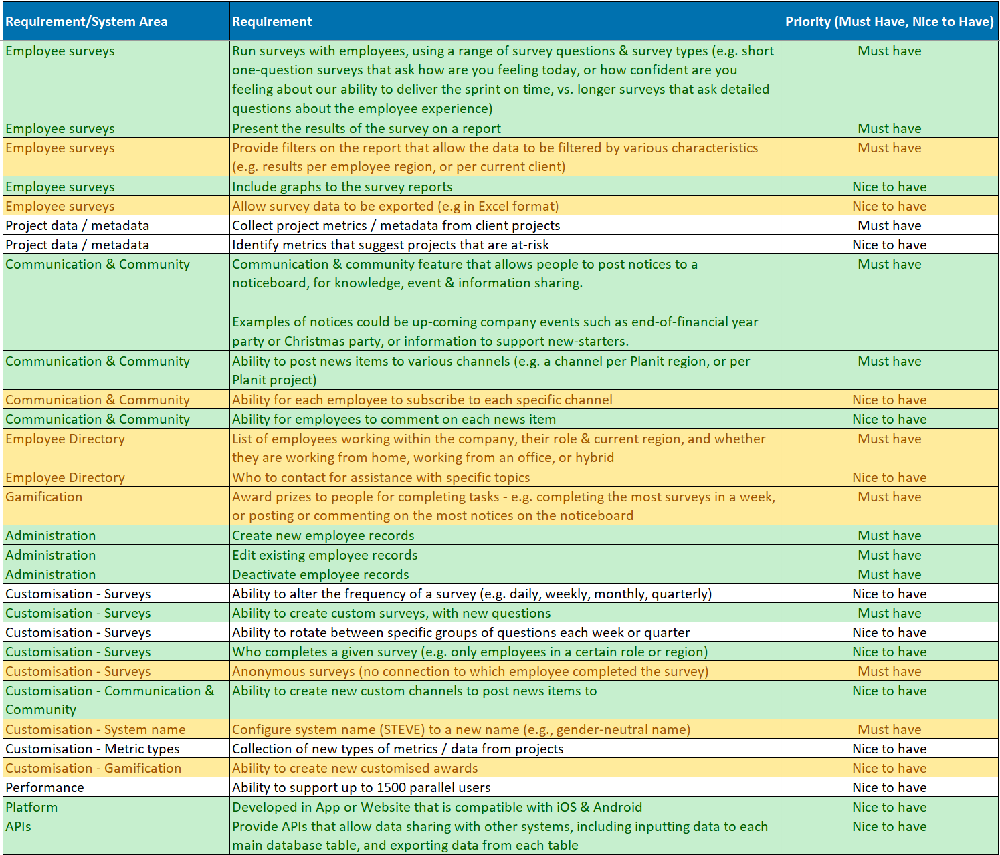 Requirement/System Area Requirement Priority (Must Have, Nice to Have)
Employee surveys Run surveys with employees, using a range of survey questions & survey types (e.g. short Must have
one-question surveys that ask how are you feeling today, or how confident are you
feeling about our ability to deliver the sprint on time, vs. longer surveys that ask detailed
questions about the employee experience)
Employee surveys Present the results of the survey on a report Must have
Employee surveys Provide filters on the report that allow the data to be filtered by various characteristics Must have
(e.g. results per employee region, or per current client)
Employee surveys Include graphs to the survey reports Nice to have
Employee surveys Allow survey data to be exported (e.g in Excel format) Nice to have
Project data / metadata Collect project metrics / metadata from client projects Must have
Project data / metadata Identify metrics that suggest projects that are at-risk Nice to have
Communication & Community Communication & community feature that allows people to post notices to a Must have
noticeboard, for knowledge, event & information sharing.
Examples of notices could be up-coming company events such as end-of-financial year
party or Christmas party, or information to support new-starters.
Communication & Community Ability to post news items to various channels (e.g. a channel per Planit region, or per Must have
Planit project)
Communication & Community Ability for each employee to subscribe to each specific channel Nice to have
Communication & Community Ability for employees to comment on each news item Nice to have
Employee Directory List of employees working within the company, their role & current region, and whether Must have
they are working from home, working from an office, or hybrid
Employee Directory Who to contact for assistance with specific topics Nice to have
Gamification Award prizes to people for completing tasks - e.g. completing the most surveys in a week, Must have
or posting or commenting on the most notices on the noticeboard
Administration Create new employee records Must have
Administration Edit existing employee records Must have
Administration Deactivate employee records Must have
Customisation - Surveys Ability to alter the frequency of a survey (e.g. daily, weekly, monthly, quarterly) Nice to have
Customisation - Surveys Ability to create custom surveys, with new questions Must have
Customisation - Surveys Ability to rotate between specific groups of questions each week or quarter Nice to have
Customisation - Surveys Who completes a given survey (e.g. only employees in a certain role or region) Nice to have
Customisation - Surveys Anonymous surveys (no connection to which employee completed the survey) Must have
Customisation - Communication & Ability to create new custom channels to post news items to Nice to have
Community
Customisation - System name Configure system name (STEVE) to a new name (e.g., gender-neutral name) Must have
Customisation - Metric types Collection of new types of metrics / data from projects Nice to have
Customisation - Gamification Ability to create new customised awards Nice to have
Performance Ability to support up to 1500 parallel users Nice to have
Platform Developed in App or Website that is compatible with iOS & Android Nice to have
APIs Provide APIs that allow data sharing with other systems, including inputting data to each Nice to have
main database table, and exporting data from each table